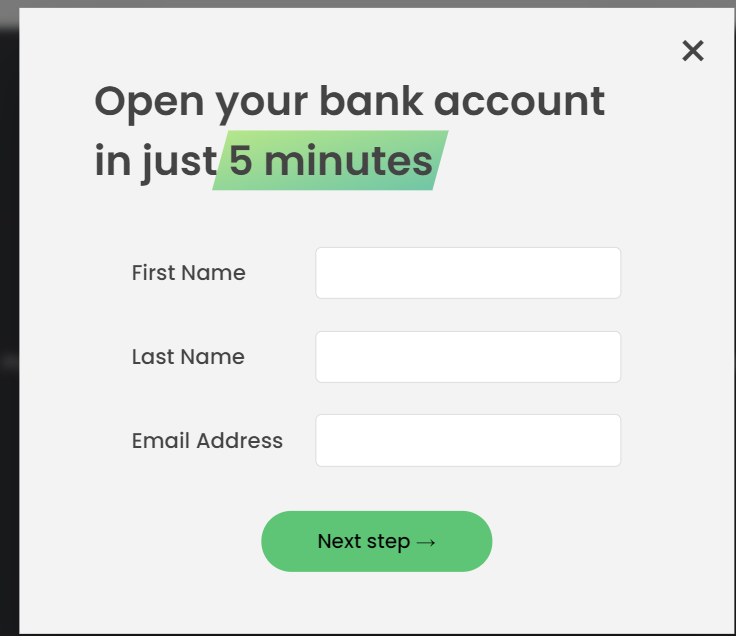 ×
Open your bank account
in just 5 minutes
First Name
Last Name
Email Address
Next step →